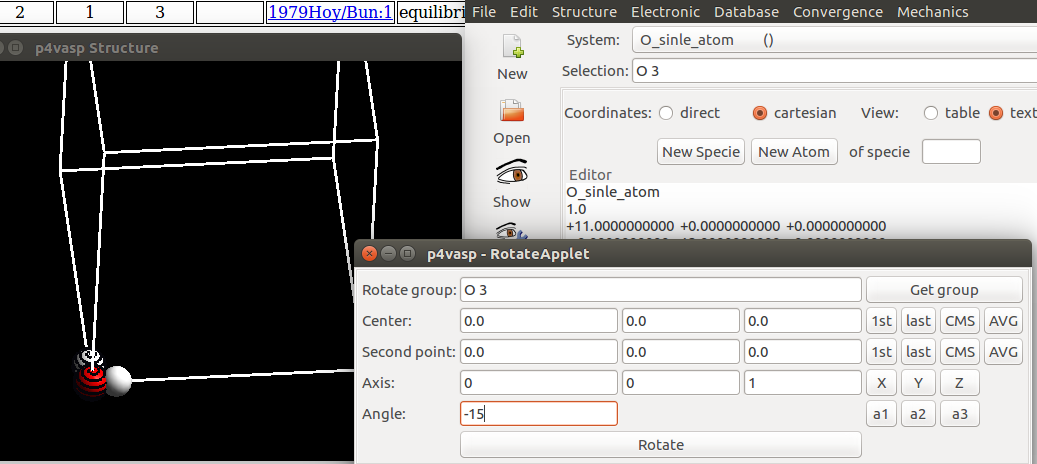 2 1 3 1979Hoy/Bun:1 equilibri
p4vasp Structure
File Edit Structure Electronic Database Convergence Mechanics
New
Open
Show
System: O_sinle_atom ()
Selection: O 3
Coordinates: direct cartesian View: table text
New Specie New Atom of specie
Editor
O_sinle_atom
1.0
+11.0000000000 +0.0000000000 +0.0000000000
p4vasp - RotateApplet
Rotate group: O 3 Get group
Center: 0.0 0.0 0.0 1st last CMS AVG
Second point: 0.0 0.0 0.0 1st last CMS AVG
Axis: 0 0 1 X Y Z
Angle: -15 a1 a2 a3
Rotate